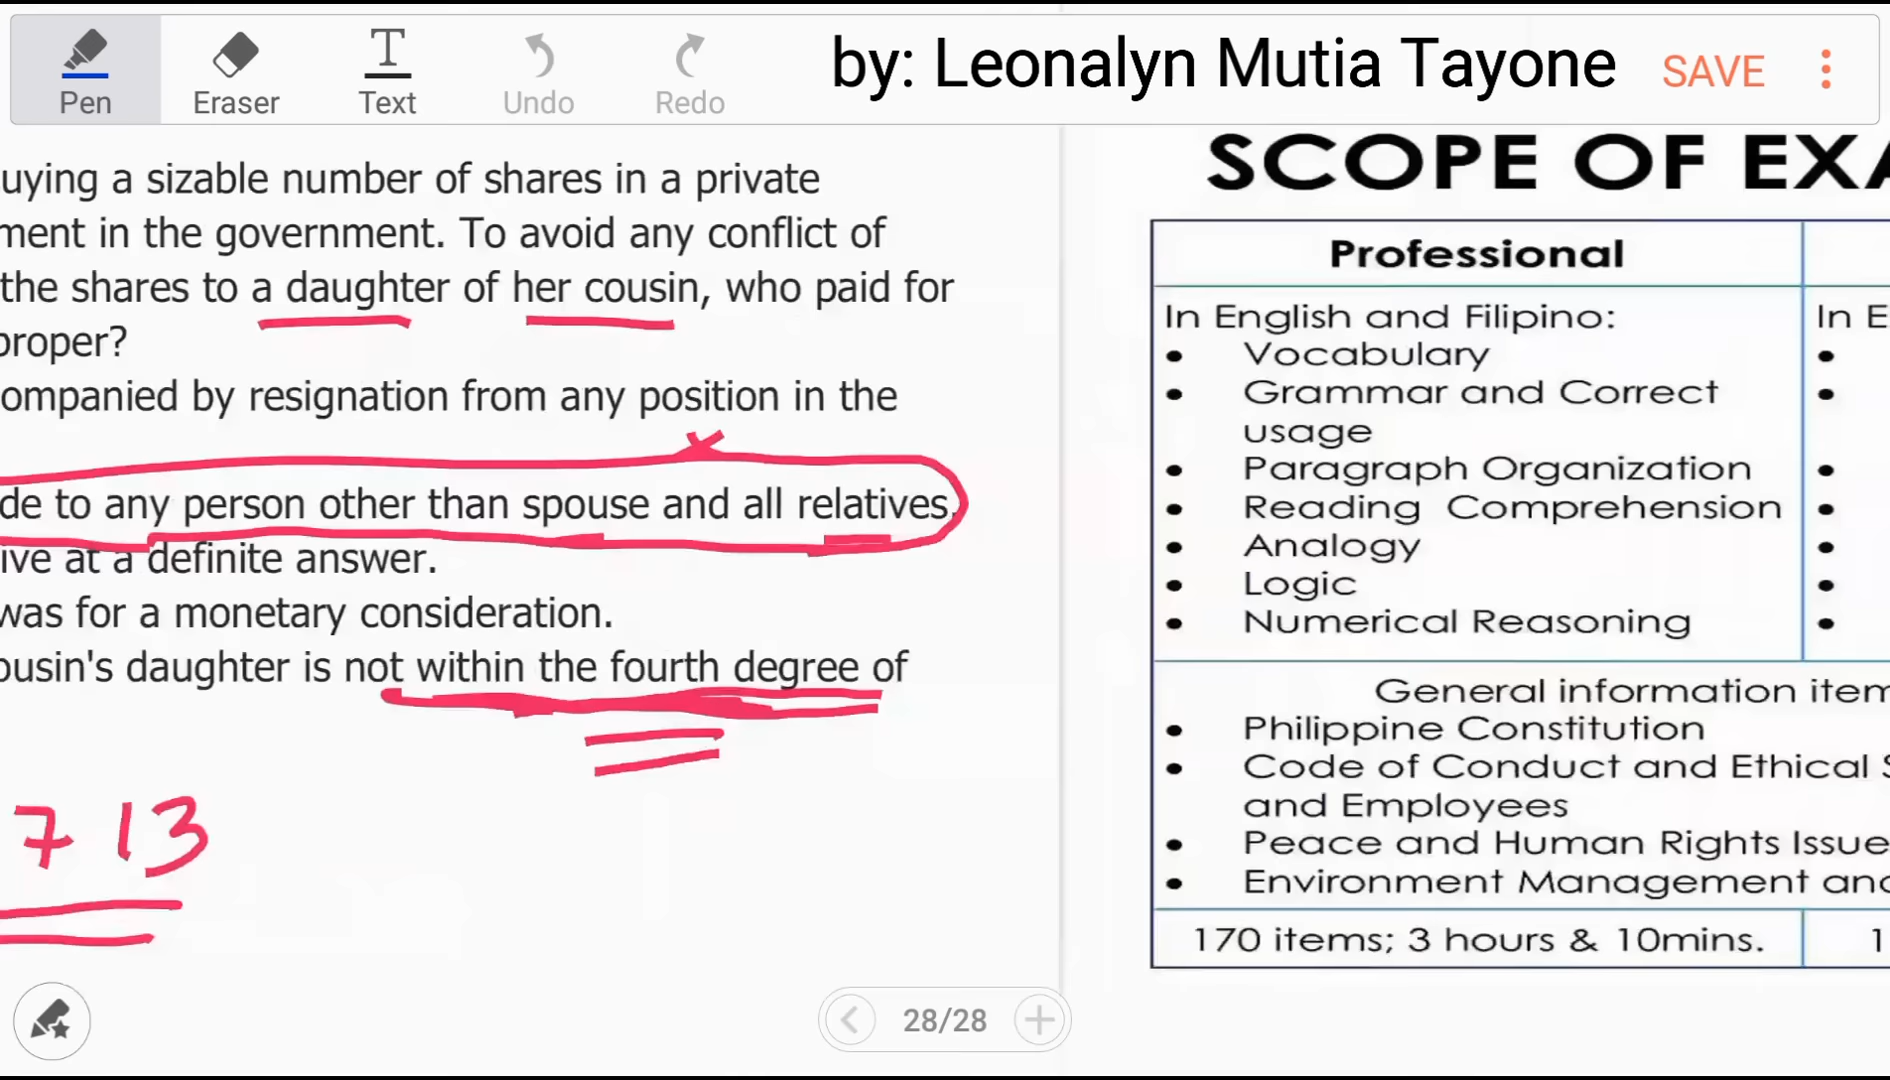 Pen
Eraser
T
Text
Undo
Redo
by: Leonalyn Mutia Tayone
SAVE
uying a sizable number of shares in a private
ment in the government. To avoid any conflict of
the shares to a daughter of her cousin, who paid for
proper?
ompanied by resignation from any position in the
de to any person other than spouse and all relatives.
ive at a definite answer.
was for a monetary consideration.
ousin's daughter is not within the fourth degree of
7 13
28/28
SCOPE OF EXA
Professional
In English and Filipino:
• Vocabulary
• Grammar and Correct
usage
• Paragraph Organization
• Reading Comprehension
• Analogy
• Logic
• Numerical Reasoning
In E
General information item
• Philippine Constitution
• Code of Conduct and Ethical S
and Employees
• Peace and Human Rights Issue
• Environment Management and
170 items; 3 hours & 10mins.
1